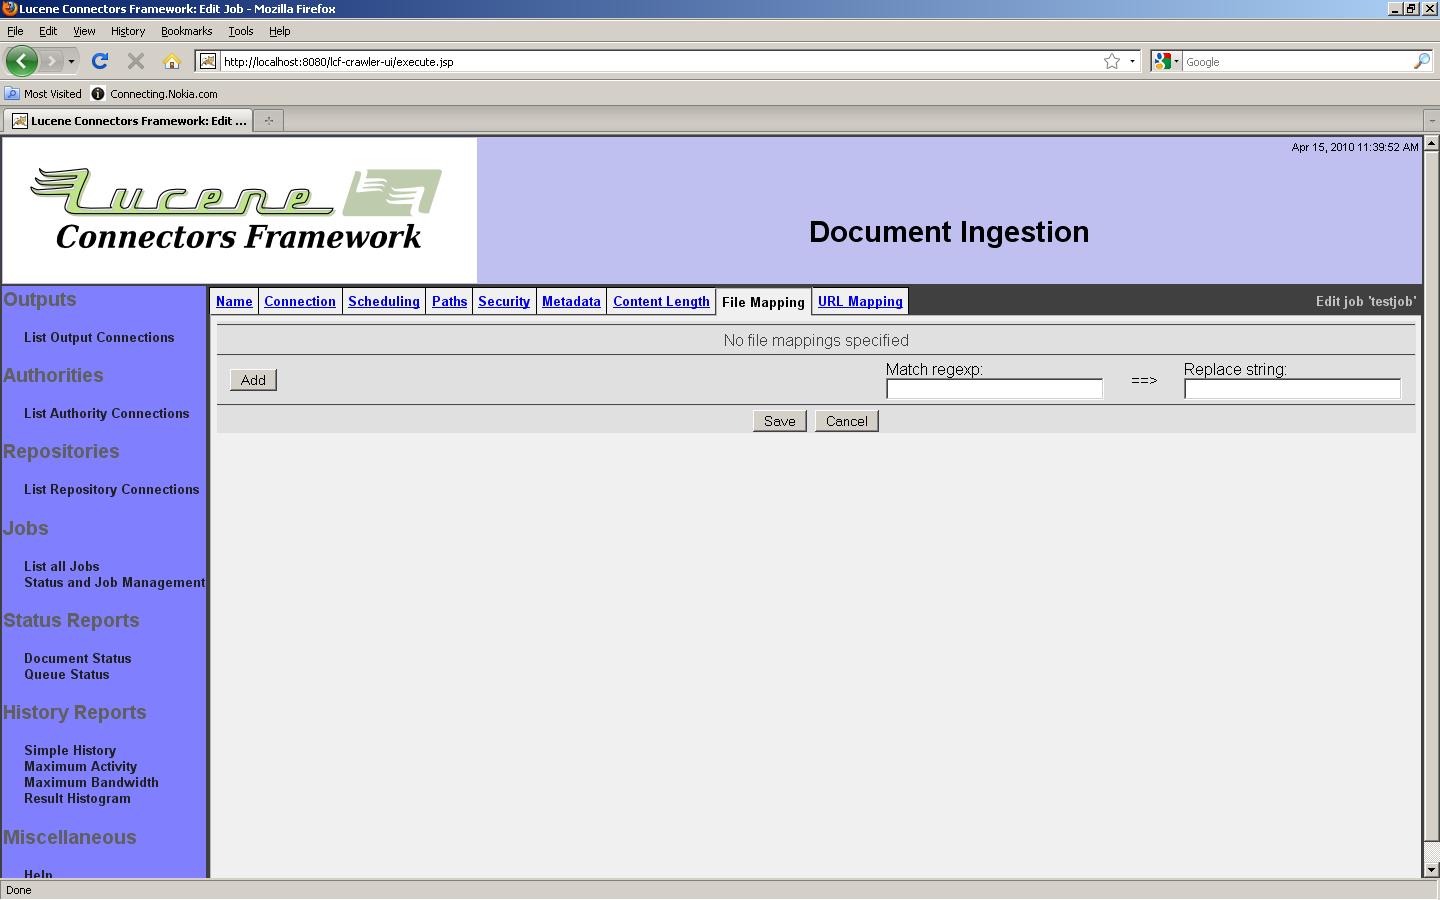 Lucene Connectors Framework: Edit Job - Mozilla Firefox
File Edit View History Bookmarks Tools Help
http://localhost:8080/lcf-crawler-ui/execute.jsp
Google
Most Visited Connecting.Nokia.com
Lucene Connectors Framework: Edit ...
Apr 15, 2010 11:39:52 AM
Lucene
Connectors Framework
Document Ingestion
Name Connection Scheduling Paths Security Metadata Content Length File Mapping URL Mapping
Edit job 'testjob'
Outputs
List Output Connections
Authorities
List Authority Connections
Repositories
List Repository Connections
Jobs
List all Jobs
Status and Job Management
Status Reports
Document Status
Queue Status
History Reports
Simple History
Maximum Activity
Maximum Bandwidth
Result Histogram
Miscellaneous
Help
No file mappings specified
Add
Match regexp:
==>
Replace string:
Save Cancel
Done